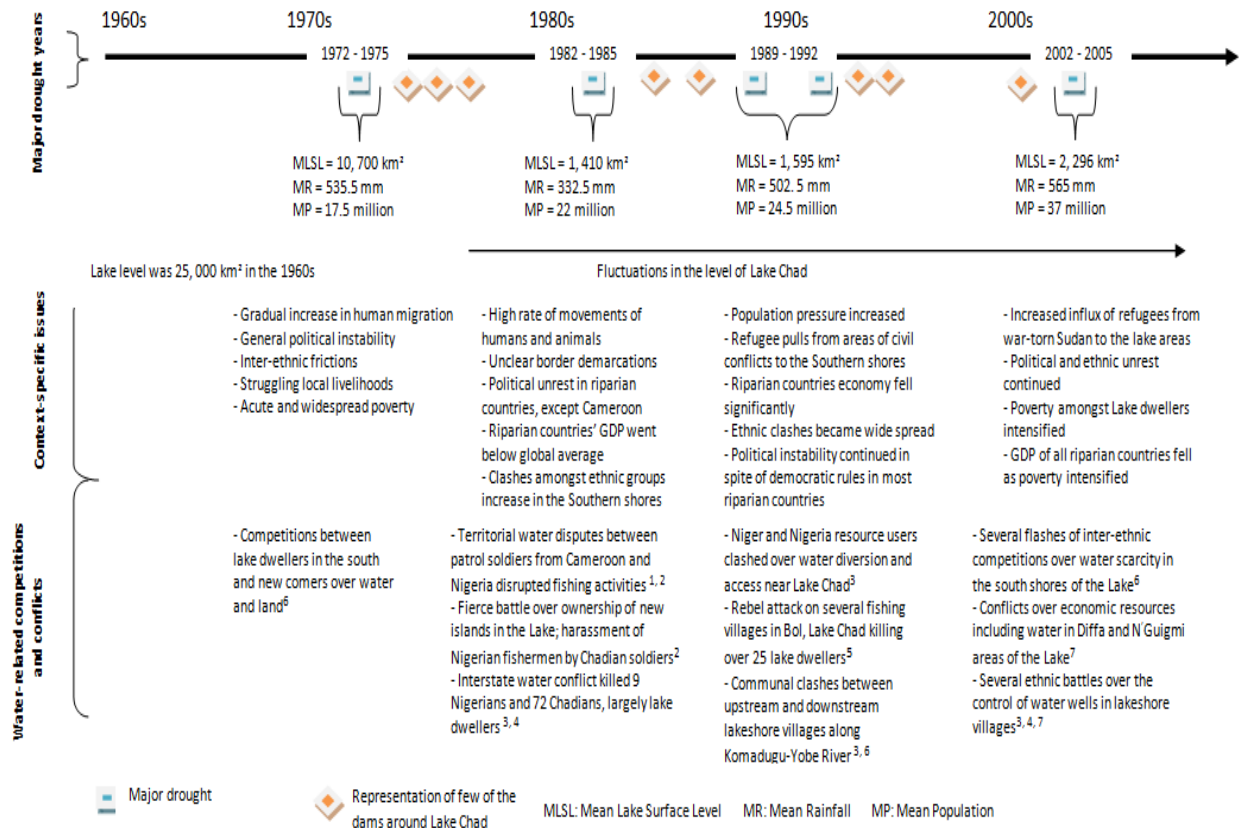 1960s 1970s 1980s 1990s 2000s
Major drought years
1972 - 1975 1982 - 1985 1989 - 1992 2002 - 2005
MLSL = 10, 700 km²
MR = 535.5 mm
MP = 17.5 million
MLSL = 1, 410 km²
MR = 332.5 mm
MP = 22 million
MLSL = 1, 595 km²
MR = 502. 5 mm
MP = 24.5 million
MLSL = 2, 296 km²
MR = 565 mm
MP = 37 million
Lake level was 25, 000 km² in the 1960s
Fluctuations in the level of Lake Chad
Context-specific issues
- Gradual increase in human migration
- General political instability
- Inter-ethnic frictions
- Struggling local livelihoods
- Acute and widespread poverty
- High rate of movements of
humans and animals
- Unclear border demarcations
- Political unrest in riparian
countries, except Cameroon
- Riparian countries' GDP went
below global average
- Clashes amongst ethnic groups
increase in the Southern shores
- Population pressure increased
- Refugee pulls from areas of civil
conflicts to the Southern shores
- Riparian countries economy fell
significantly
- Ethnic clashes became wide spread
- Political instability continued in
spite of democratic rules in most
riparian countries
- Increased influx of refugees from
war-torn Sudan to the lake areas
- Political and ethnic unrest
continued
- Poverty amongst Lake dwellers
intensified
- GDP of all riparian countries fell
as poverty intensified
Water-related competitions
and conflicts
- Competitions between
lake dwellers in the south
and new comers over water
and land⁶
- Territorial water disputes between
patrol soldiers from Cameroon and
Nigeria disrupted fishing activities ¹˒ ²
- Fierce battle over ownership of new
islands in the Lake; harassment of
Nigerian fishermen by Chadian soldiers²
- Interstate water conflict killed 9
Nigerians and 72 Chadians, largely lake
dwellers ³˒ ⁴
- Niger and Nigeria resource users
clashed over water diversion and
access near Lake Chad³
- Rebel attack on several fishing
villages in Bol, Lake Chad killing
over 25 lake dwellers⁵
- Communal clashes between
upstream and downstream
lakeshore villages along
Komadugu-Yobe River ³˒ ⁶
- Several flashes of inter-ethnic
competitions over water scarcity in
the south shores of the Lake⁶
- Conflicts over economic resources
including water in Diffa and N'Guigmi
areas of the Lake⁷
- Several ethnic battles over the
control of water wells in lakeshore
villages³˒ ⁴˒ ⁷
Major drought
Representation of few of the
dams around Lake Chad
MLSL: Mean Lake Surface Level MR: Mean Rainfall MP: Mean Population